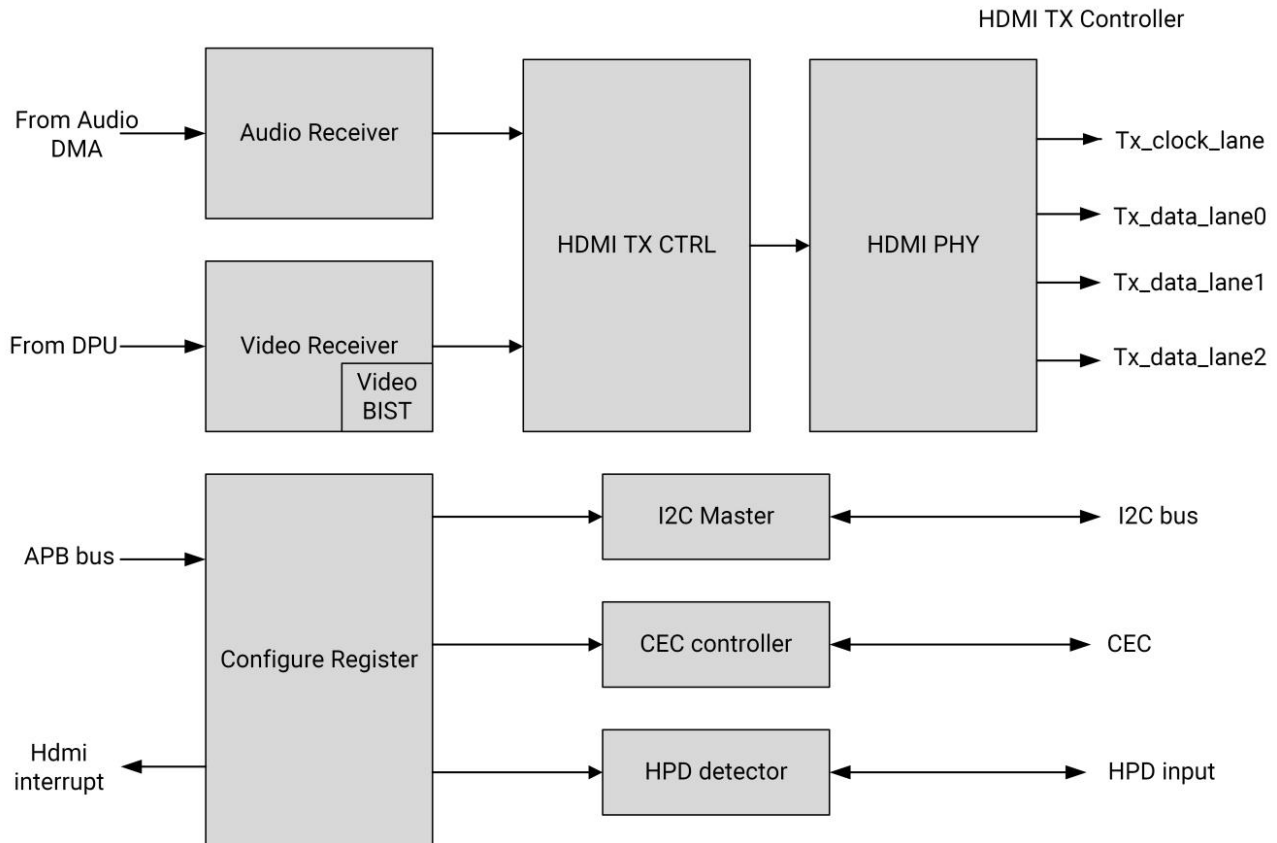 HDMI TX Controller
From Audio
DMA
Audio Receiver
HDMI TX CTRL
HDMI PHY
Tx_clock_lane
Tx_data_lane0
Tx_data_lane1
Tx_data_lane2
From DPU
Video Receiver
Video
BIST
APB bus
Configure Register
I2C Master
I2C bus
CEC controller
CEC
Hdmi
interrupt
HPD detector
HPD input